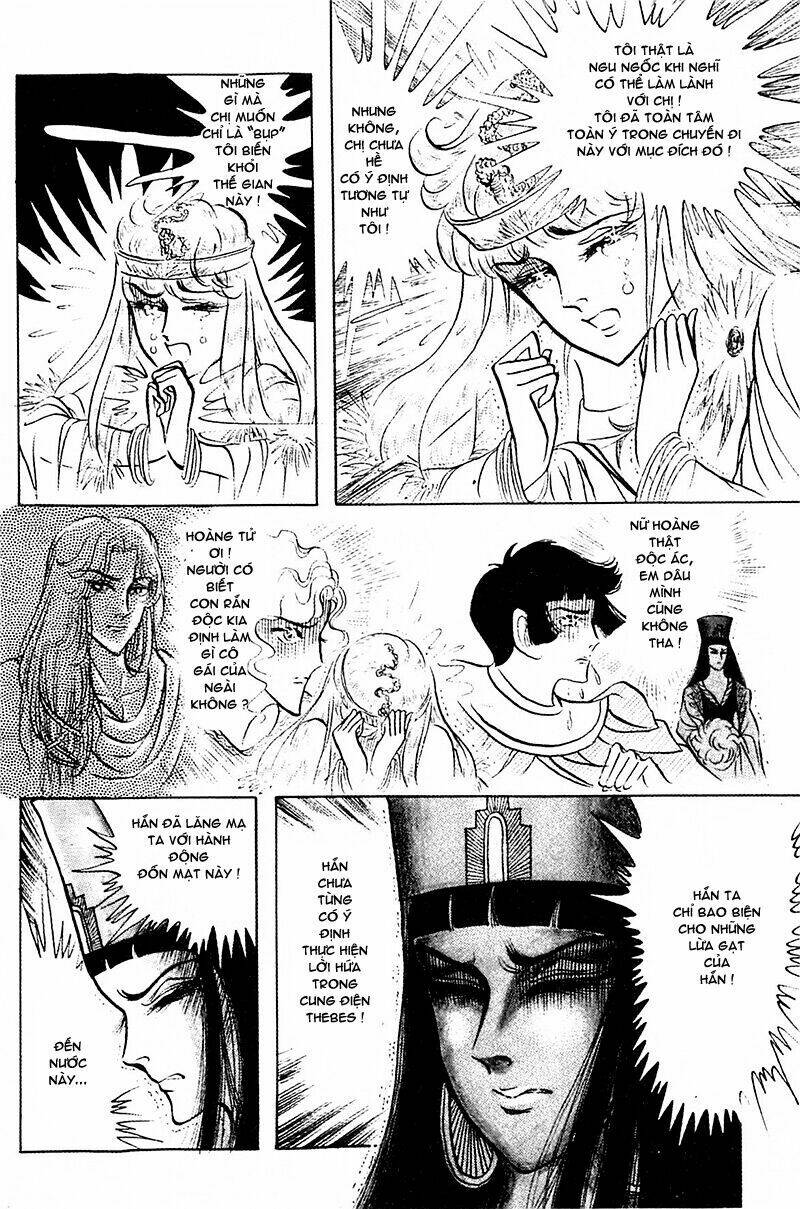 TÔI THẬT LÀ
NGU NGỐC KHI NGHĨ
CÓ THỂ LÀM LÀNH
VỚI CHỊ !
TÔI ĐÃ TOÀN TÂM
TOÀN Ý TRONG CHUYẾN ĐI
NÀY VỚI MỤC ĐÍCH ĐÓ !
NHƯNG
KHÔNG,
CHỊ CHƯA
HỀ
CÓ Ý ĐỊNH
TƯƠNG TỰ
NHƯ
TÔI !
NHỮNG
GÌ MÀ
CHỊ MUỐN
CHỈ LÀ "BỤP"
TÔI BIẾN
KHỎI
THẾ GIAN
NÀY !
NỮ HOÀNG
THẬT
ĐỘC ÁC,
EM DÂU
MÌNH
CŨNG
KHÔNG
THA !
HOÀNG TỬ
ƠI !
NGƯỜI CÓ
BIẾT
CON RẮN
ĐỘC KIA
ĐỊNH LÀM
GÌ CÔ
GÁI CỦA
NGÀI
KHÔNG ?
HẮN TA
CHỈ BAO BIỆN
CHO NHỮNG
LỪA GẠT
CỦA
HẮN !
HẮN
CHƯA
TỪNG
CÓ Ý
ĐỊNH
THỰC HIỆN
LỜI HỨA
TRONG
CUNG ĐIỆN
THEBES !
HẮN ĐÃ LĂNG MẠ
TA VỚI HÀNH
ĐỘNG
ĐỐN MẠT NÀY !
ĐẾN
NƯỚC
NÀY...